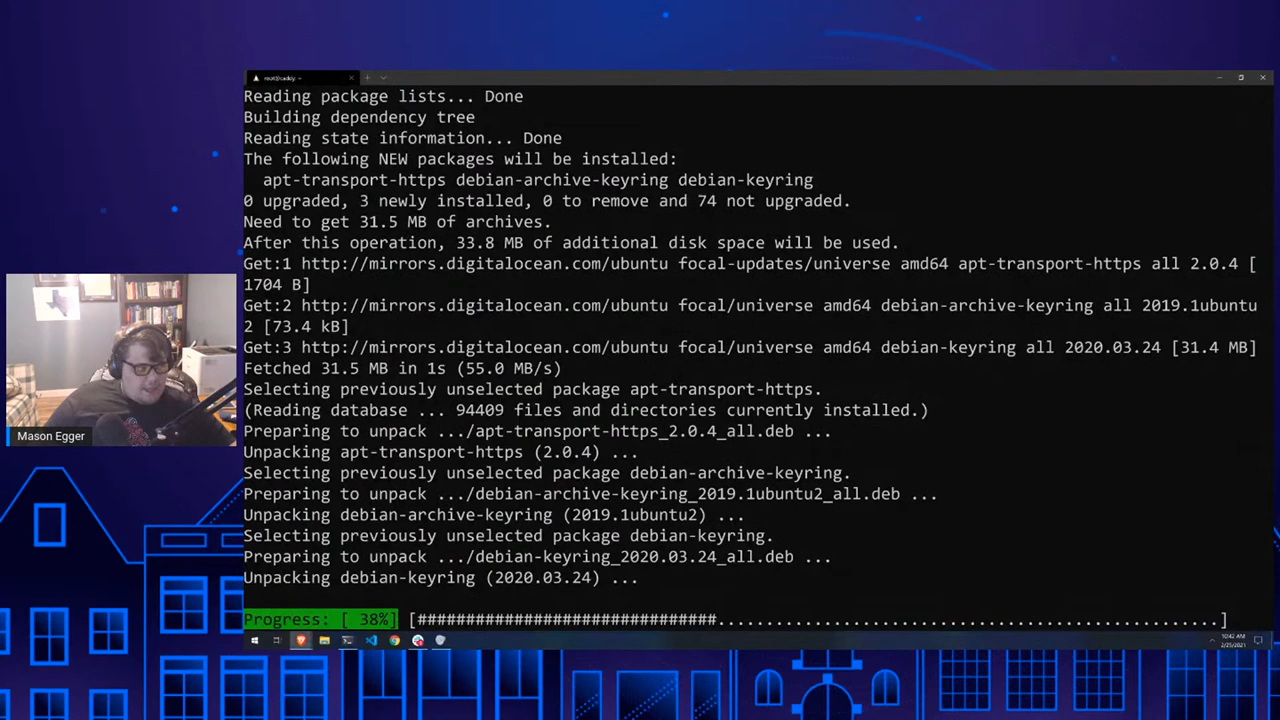 root@caddy: ~
Reading package lists... Done
Building dependency tree
Reading state information... Done
The following NEW packages will be installed:
apt-transport-https debian-archive-keyring debian-keyring
0 upgraded, 3 newly installed, 0 to remove and 74 not upgraded.
Need to get 31.5 MB of archives.
After this operation, 33.8 MB of additional disk space will be used.
Get:1 http://mirrors.digitalocean.com/ubuntu focal-updates/universe amd64 apt-transport-https all 2.0.4 [
1704 B]
Get:2 http://mirrors.digitalocean.com/ubuntu focal/universe amd64 debian-archive-keyring all 2019.1ubuntu
2 [73.4 kB]
Get:3 http://mirrors.digitalocean.com/ubuntu focal/universe amd64 debian-keyring all 2020.03.24 [31.4 MB]
Fetched 31.5 MB in 1s (55.0 MB/s)
Selecting previously unselected package apt-transport-https.
(Reading database ... 94409 files and directories currently installed.)
Preparing to unpack .../apt-transport-https_2.0.4_all.deb ...
Unpacking apt-transport-https (2.0.4) ...
Selecting previously unselected package debian-archive-keyring.
Preparing to unpack .../debian-archive-keyring_2019.1ubuntu2_all.deb ...
Unpacking debian-archive-keyring (2019.1ubuntu2) ...
Selecting previously unselected package debian-keyring.
Preparing to unpack .../debian-keyring_2020.03.24_all.deb ...
Unpacking debian-keyring (2020.03.24) ...
Progress: [ 38%] [###############################....................................................]
10:42 AM
2/25/2021
Mason Egger